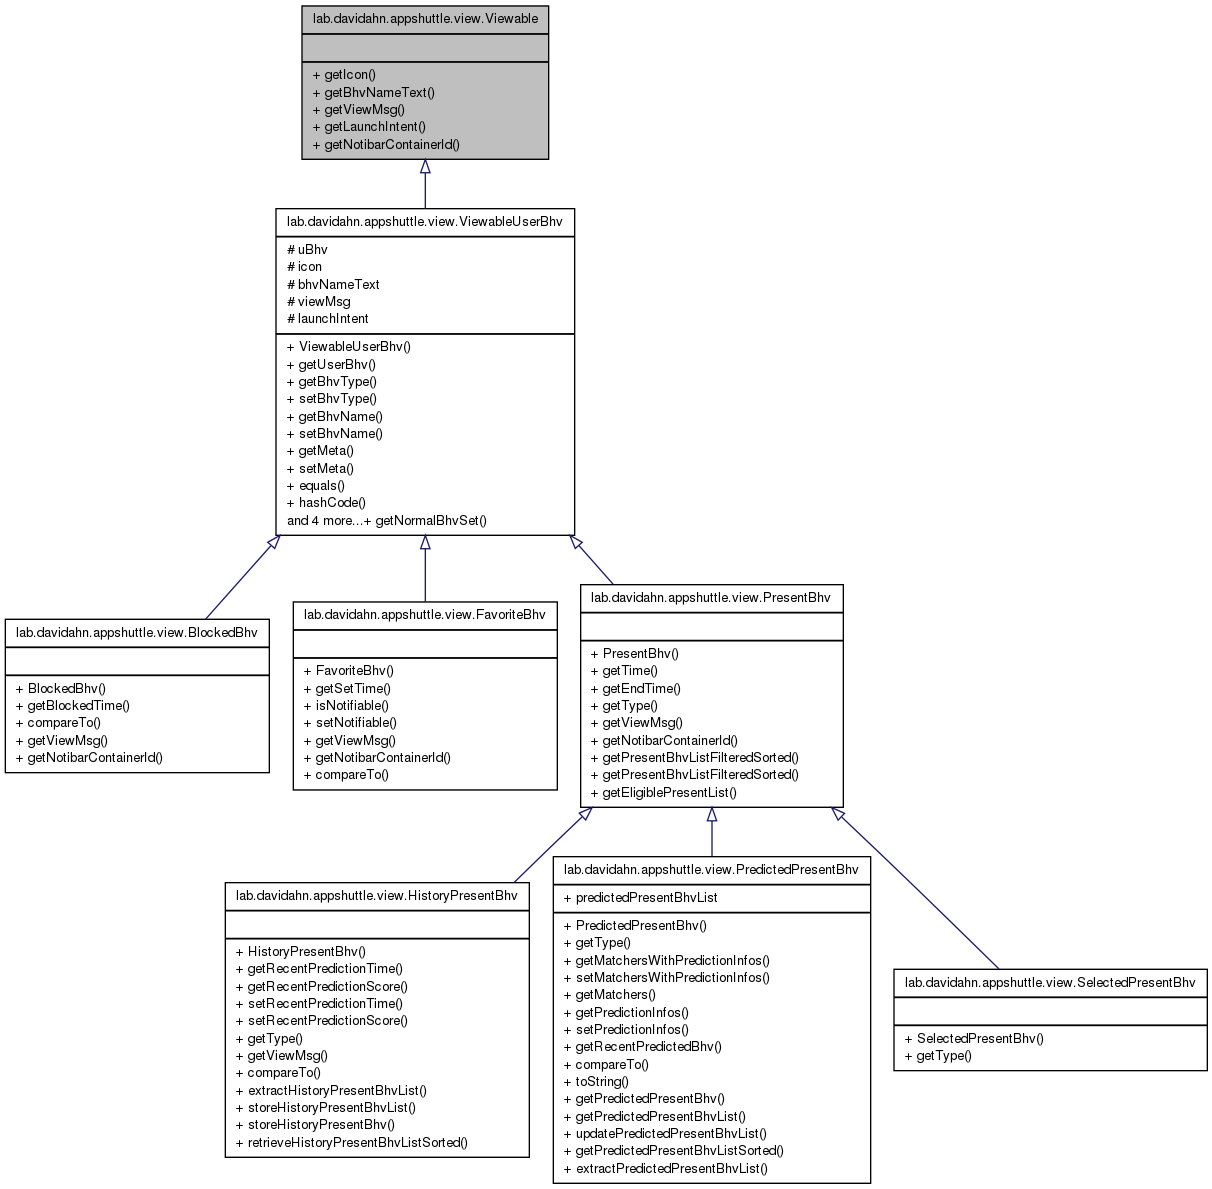 lab.davidahn.appshuttle.view.Viewable
+ getIcon()
+ getBhvNameText()
+ getViewMsg()
+ getLaunchIntent()
+ getNotibarContainerId()
lab.davidahn.appshuttle.view.ViewableUserBhv
# uBhv
# icon
# bhvNameText
# viewMsg
# launchIntent
+ ViewableUserBhv()
+ getUserBhv()
+ getBhvType()
+ setBhvType()
+ getBhvName()
+ setBhvName()
+ getMeta()
+ setMeta()
+ equals()
+ hashCode()
and 4 more...+ getNormalBhvSet()
lab.davidahn.appshuttle.view.BlockedBhv
+ BlockedBhv()
+ getBlockedTime()
+ compareTo()
+ getViewMsg()
+ getNotibarContainerId()
lab.davidahn.appshuttle.view.FavoriteBhv
+ FavoriteBhv()
+ getSetTime()
+ isNotifiable()
+ setNotifiable()
+ getViewMsg()
+ getNotibarContainerId()
+ compareTo()
lab.davidahn.appshuttle.view.PresentBhv
+ PresentBhv()
+ getTime()
+ getEndTime()
+ getType()
+ getViewMsg()
+ getNotibarContainerId()
+ getPresentBhvListFilteredSorted()
+ getPresentBhvListFilteredSorted()
+ getEligiblePresentList()
lab.davidahn.appshuttle.view.HistoryPresentBhv
+ HistoryPresentBhv()
+ getRecentPredictionTime()
+ getRecentPredictionScore()
+ setRecentPredictionTime()
+ setRecentPredictionScore()
+ getType()
+ getViewMsg()
+ compareTo()
+ extractHistoryPresentBhvList()
+ storeHistoryPresentBhvList()
+ storeHistoryPresentBhv()
+ retrieveHistoryPresentBhvListSorted()
lab.davidahn.appshuttle.view.PredictedPresentBhv
+ predictedPresentBhvList
+ PredictedPresentBhv()
+ getType()
+ getMatchersWithPredictionInfos()
+ setMatchersWithPredictionInfos()
+ getMatchers()
+ getPredictionInfos()
+ setPredictionInfos()
+ getRecentPredictedBhv()
+ compareTo()
+ toString()
+ getPredictedPresentBhv()
+ getPredictedPresentBhvList()
+ updatePredictedPresentBhvList()
+ getPredictedPresentBhvListSorted()
+ extractPredictedPresentBhvList()
lab.davidahn.appshuttle.view.SelectedPresentBhv
+ SelectedPresentBhv()
+ getType()